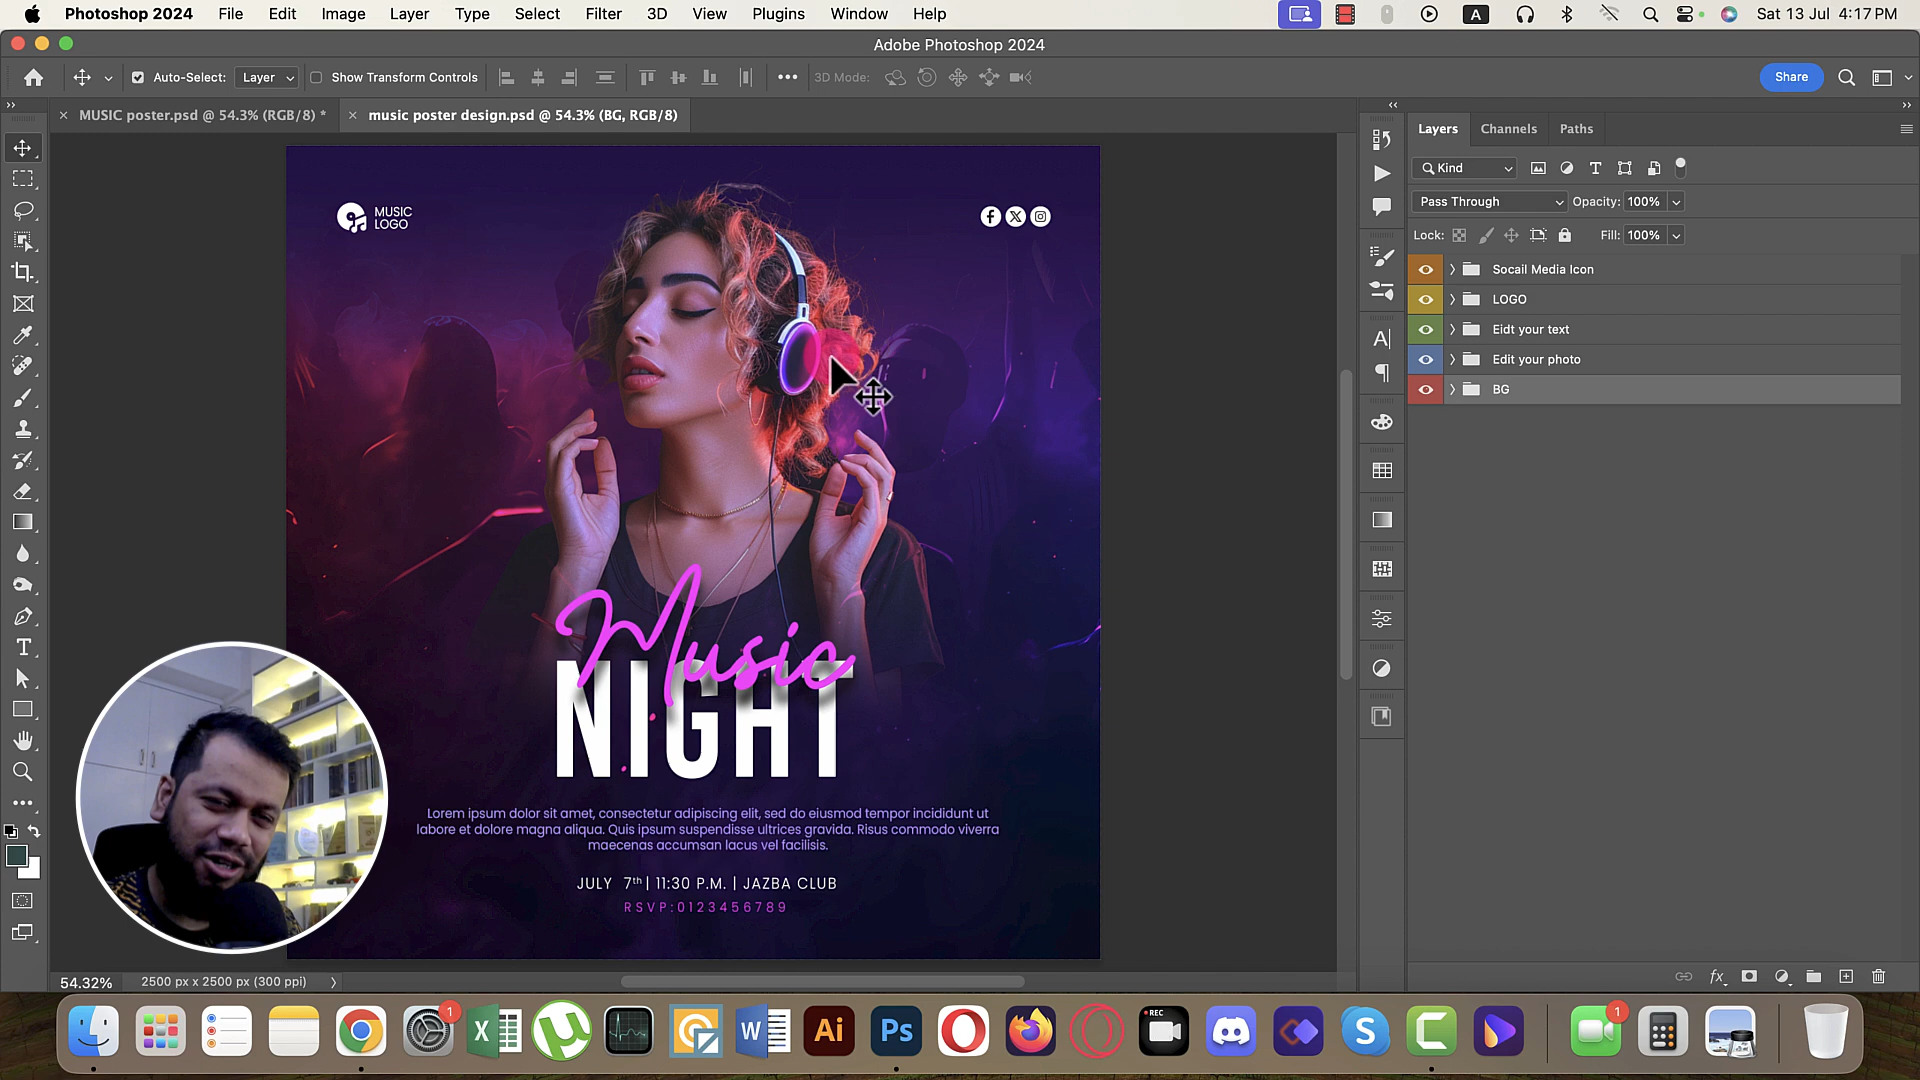 Photoshop 2024 File Edit Image Layer Type Select Filter 3D View Plugins Window Help A Sat 13 Jul 4:17 PM
Adobe Photoshop 2024
Auto-Select: Layer Show Transform Controls 3D Mode: Share
MUSIC poster.psd @ 54.3% (RGB/8) * music poster design.psd @ 54.3% (BG, RGB/8)
Layers Channels Paths
Kind
Pass Through Opacity: 100%
Lock: Fill: 100%
Socail Media Icon
LOGO
Eidt your text
Edit your photo
BG
MUSIC
LOGO
Music
NIGHT
Lorem ipsum dolor sit amet, consectetur adipiscing elit, sed do eiusmod tempor incididunt ut
labore et dolore magna aliqua. Quis ipsum suspendisse ultrices gravida. Risus commodo viverra
maecenas accumsan lacus vel facilisis.
JULY 7th | 11:30 P.M. | JAZBA CLUB
RSVP:0123456789
54.32% 2500 px x 2500 px (300 ppi)
fx
1 X W Ai Ps REC S 1